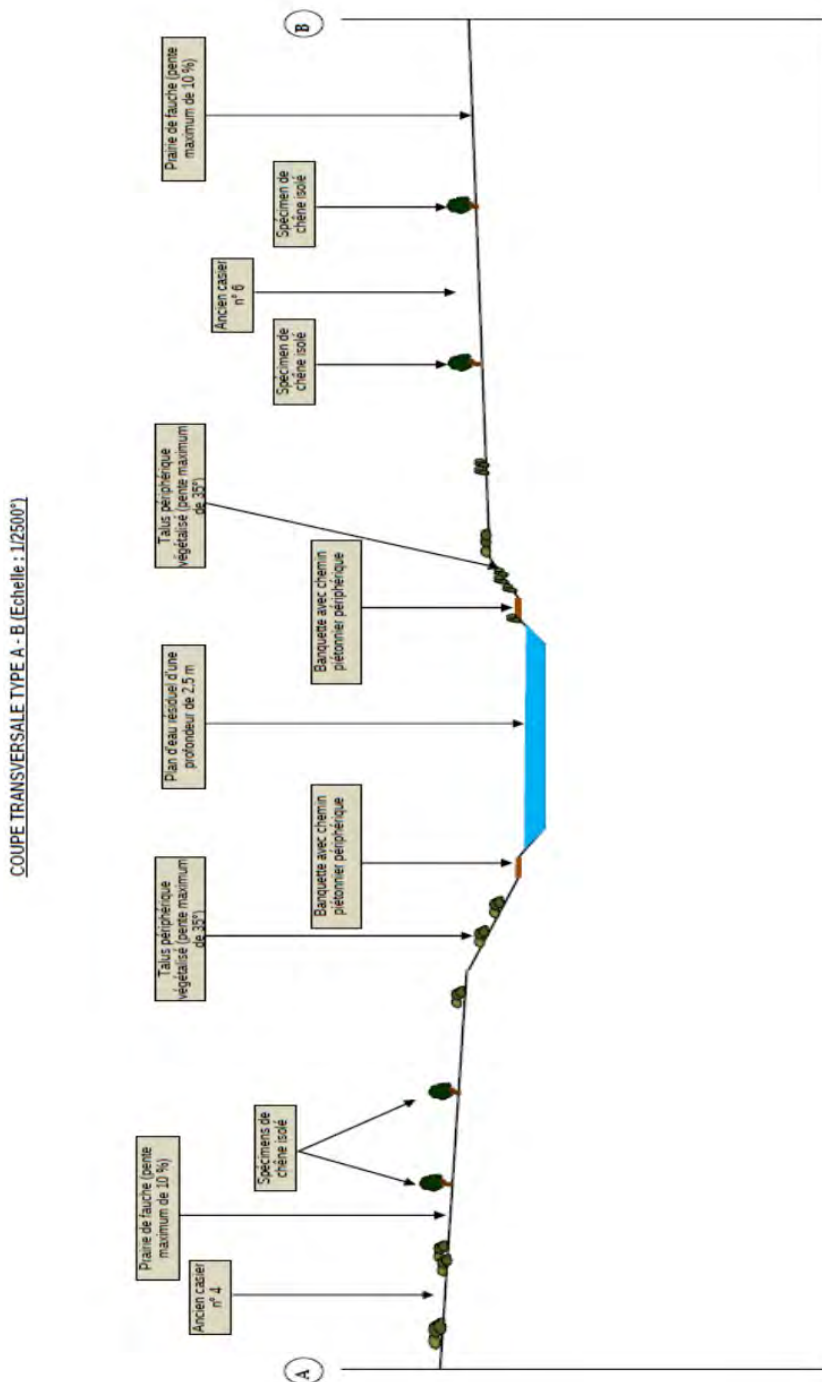 COUPE TRANSVERSALE TYPE A - B (Echelle : 1/2500°)
Ancien casier
n° 4
Prairie de fauche (pente
maximum de 10 %)
Spécimens de
chêne isolé
Talus périphérique
végétalisé (pente maximum
de 35°)
Banquette avec chemin
piétonnier périphérique
Plan d'eau résiduel d'une
profondeur de 2.5 m
Banquette avec chemin
piétonnier périphérique
Talus périphérique
végétalisé (pente maximum
de 35°)
Spécimen de
chêne isolé
Ancien casier
n° 6
Spécimen de
chêne isolé
Prairie de fauche (pente
maximum de 10 %)
A
B